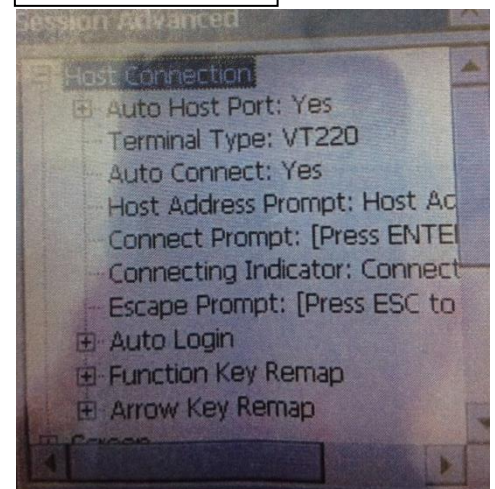 Session Advanced
Host Connection
Auto Host Port: Yes
Terminal Type: VT220
Auto Connect: Yes
Host Address Prompt: Host Ad
Connect Prompt: [Press ENTE
Connecting Indicator: Connect
Escape Prompt: [Press ESC to
Auto Login
Function Key Remap
Arrow Key Remap
Screen